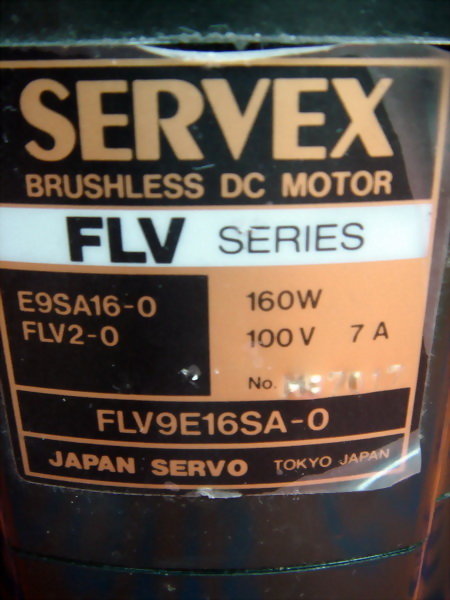 SERVEX
BRUSHLESS DC MOTOR
FLV SERIES
E9SA16-0
FLV2-0
160W
100V 7A
No.
FLV9E16SA-0
JAPAN SERVO TOKYO JAPAN